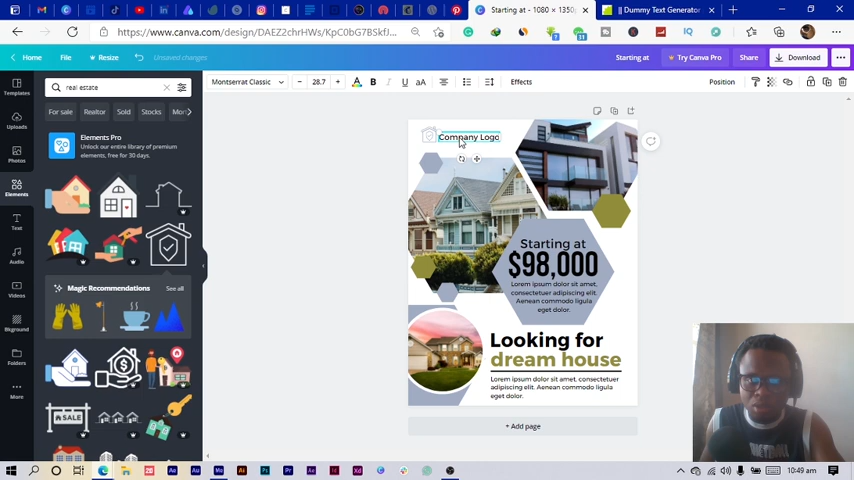 Starting at - 1080 × 1350p
|| Dummy Text Generator
https://www.canva.com/design/DAEZ2chrHWs/KpC0bG7BSkfJ...
Home
File
Resize
Unsaved changes
Starting at
Try Canva Pro
Share
Download
Templates
Uploads
Photos
Elements
Text
Audio
Videos
Bkground
Folders
More
real estate
For sale
Realtor
Sold
Stocks
Mor
Elements Pro
Unlock our entire library of premium
elements, free for 30 days.
SALE
Magic Recommendations
See all
Montserrat Classic
28.7
A
B
I
U
aA
Effects
Position
Company Logo
Starting at
$98,000
Lorem ipsum dolor sit amet,
consectetuer adipiscing elit.
Aenean commodo ligula
eget dolor.
Looking for
dream house
Lorem ipsum dolor sit amet, consectetuer
adipiscing elit. Aenean commodo ligula eget
dolor.
+ Add page
10:49 am